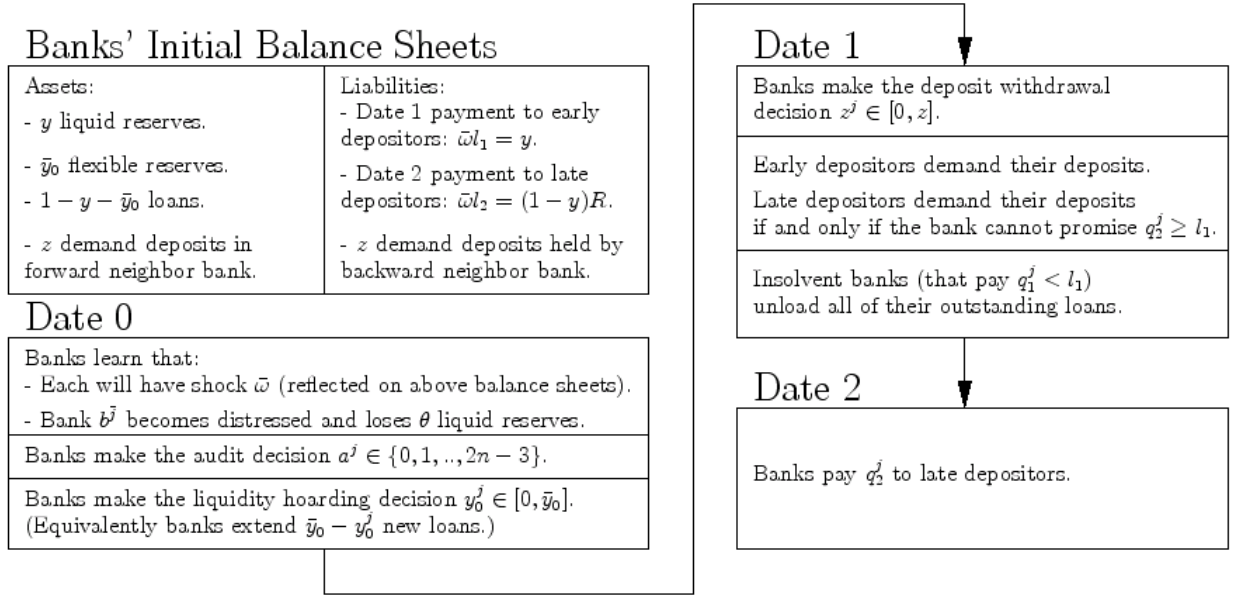 Banks' Initial Balance Sheets
Assets:
- y liquid reserves.
- ȳ₀ flexible reserves.
- 1 − y − ȳ₀ loans.
- z demand deposits in
forward neighbor bank.
Liabilities:
- Date 1 payment to early
depositors: ω̄l₁ = y.
- Date 2 payment to late
depositors: ω̄l₂ = (1 − y)R.
- z demand deposits held by
backward neighbor bank.
Date 0
Banks learn that:
- Each will have shock ω̄ (reflected on above balance sheets).
- Bank b^j̄ becomes distressed and loses θ liquid reserves.
Banks make the audit decision a^j ∈ {0, 1, .., 2n − 3}.
Banks make the liquidity hoarding decision y₀^j ∈ [0, ȳ₀].
(Equivalently banks extend ȳ₀ − y₀^j new loans.)
Date 1
Banks make the deposit withdrawal
decision z^j ∈ [0, z].
Early depositors demand their deposits.
Late depositors demand their deposits
if and only if the bank cannot promise q₂^j ≥ l₁.
Insolvent banks (that pay q₁^j < l₁)
unload all of their outstanding loans.
Date 2
Banks pay q₂^j to late depositors.